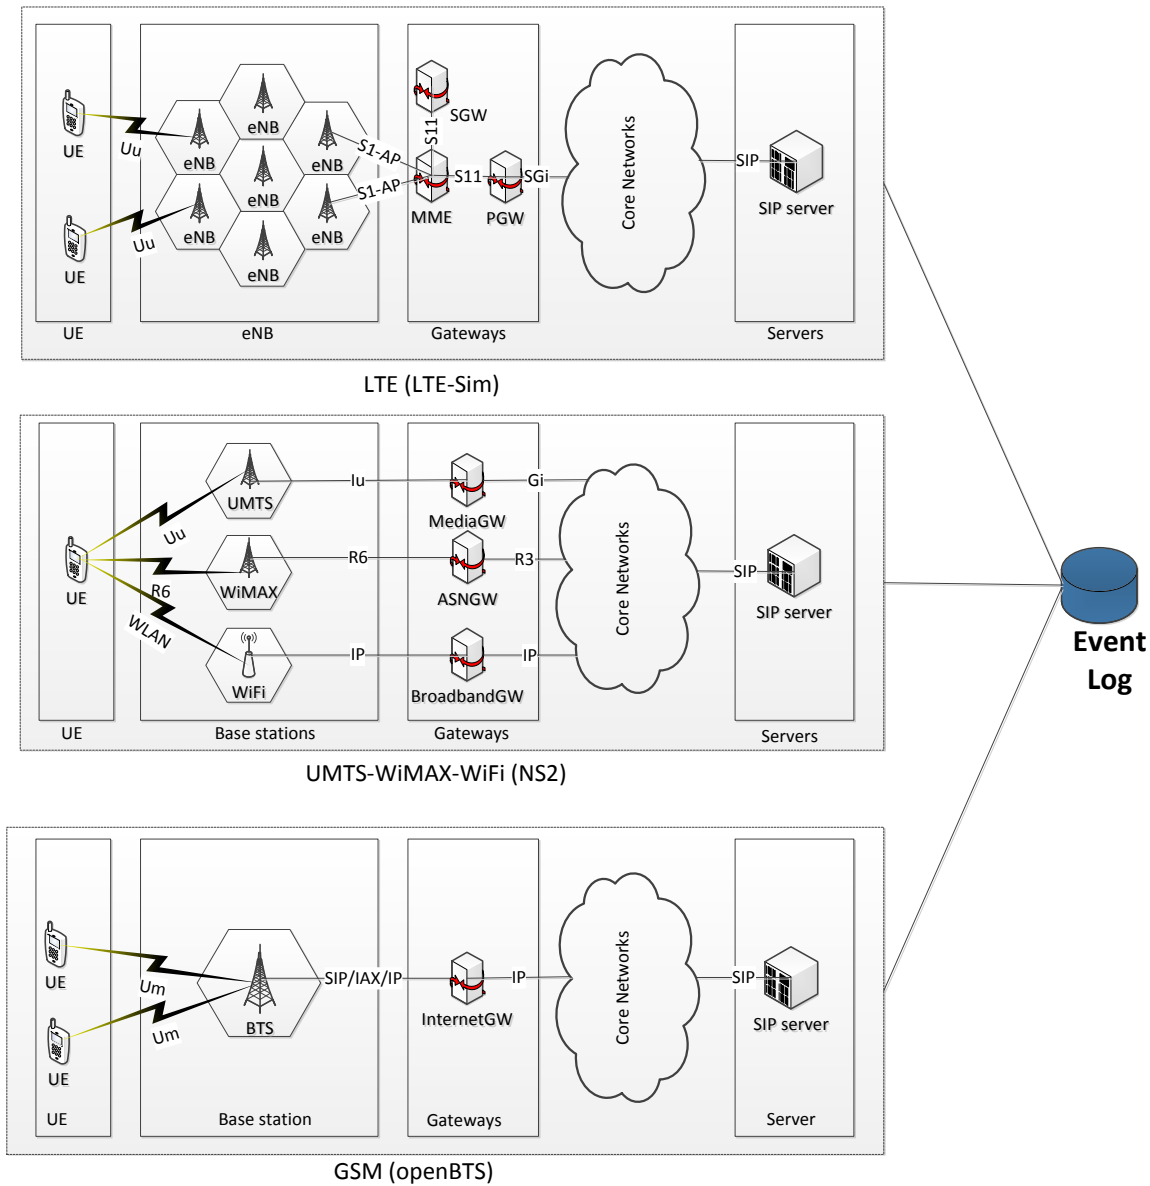 SGW
eNB
S11
UE
Uu
eNB
eNB
S1-AP
S11
SGi
SIP
Core Networks
eNB
S1-AP
MME
PGW
SIP server
UE
Uu
eNB
eNB
eNB
UE
eNB
Gateways
Servers
LTE (LTE-Sim)
UMTS
Iu
Gi
MediaGW
Uu
UE
R6
WiMAX
R6
R3
ASNGW
Core Networks
SIP
SIP server
WLAN
WiFi
IP
IP
BroadbandGW
UE
Base stations
Gateways
Servers
UMTS-WiMAX-WiFi (NS2)
Event
Log
UE
Um
UE
Um
BTS
SIP/IAX/IP
InternetGW
IP
Core Networks
SIP
SIP server
UE
Base station
Gateways
Server
GSM (openBTS)